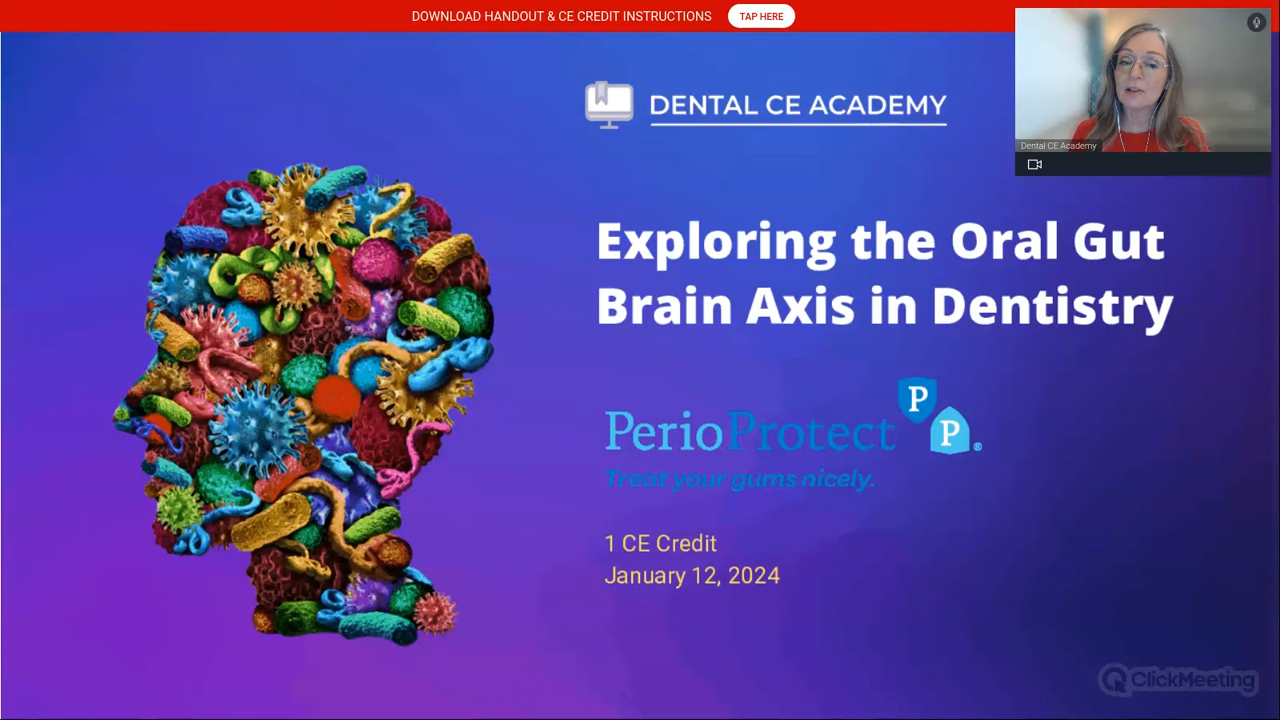 DOWNLOAD HANDOUT & CE CREDIT INSTRUCTIONS TAP HERE
Dental CE Academy
DENTAL CE ACADEMY
Exploring the Oral Gut
Brain Axis in Dentistry
PerioProtect P P ®
Treat your gums nicely.
1 CE Credit
January 12, 2024
ClickMeeting